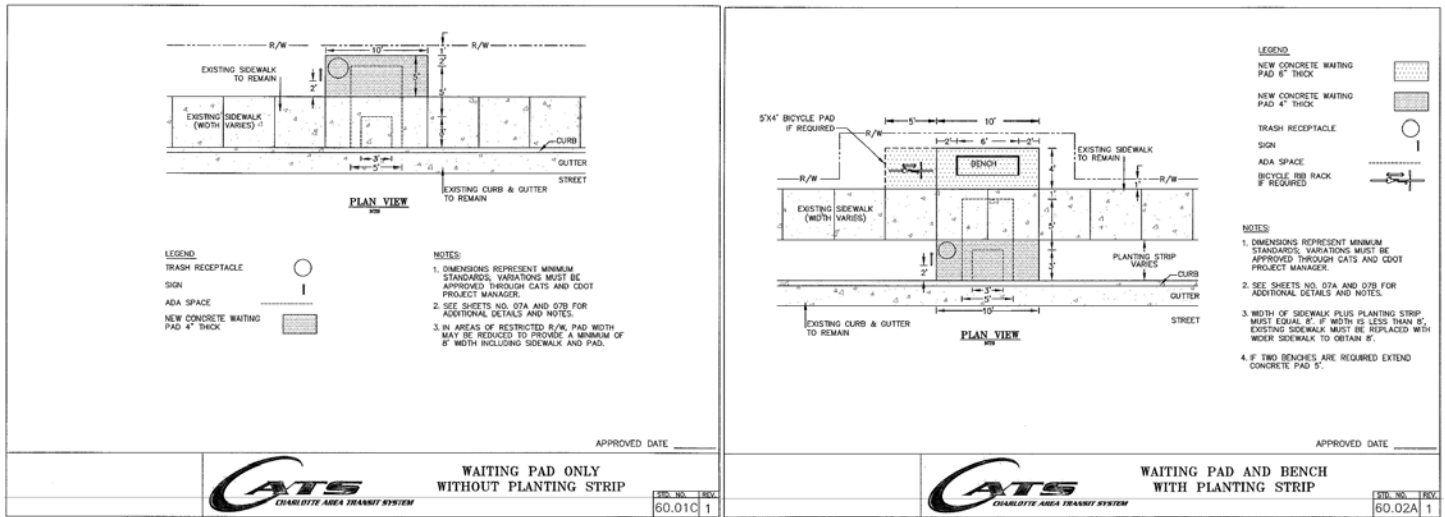 R/W
R/W
10'
1'
2'
5'
EXISTING SIDEWALK
TO REMAIN
2'
5'
EXISTING SIDEWALK
(WIDTH VARIES)
3'
CURB
3'
5'
GUTTER
STREET
EXISTING CURB & GUTTER
TO REMAIN
PLAN VIEW
NTS
LEGEND
TRASH RECEPTACLE
SIGN
ADA SPACE
NEW CONCRETE WAITING
PAD 4" THICK
NOTES:
1. DIMENSIONS REPRESENT MINIMUM
STANDARDS; VARIATIONS MUST BE
APPROVED THROUGH CATS AND CDOT
PROJECT MANAGER.
2. SEE SHEETS NO. 07A AND 07B FOR
ADDITIONAL DETAILS AND NOTES.
3. IN AREAS OF RESTRICTED R/W, PAD WIDTH
MAY BE REDUCED TO PROVIDE A MINIMUM OF
8' WIDTH INCLUDING SIDEWALK AND PAD.
APPROVED DATE
CATS
CHARLOTTE AREA TRANSIT SYSTEM
WAITING PAD ONLY
WITHOUT PLANTING STRIP
STD. NO. REV.
60.01C 1
LEGEND
NEW CONCRETE WAITING
PAD 6" THICK
NEW CONCRETE WAITING
PAD 4" THICK
TRASH RECEPTACLE
SIGN
ADA SPACE
BICYCLE RIB RACK
IF REQUIRED
5'X4' BICYCLE PAD
IF REQUIRED
5'
10'
R/W
2'
6'
2'
EXISTING SIDEWALK
TO REMAIN
BENCH
4'
R/W
R/W
1'
EXISTING SIDEWALK
(WIDTH VARIES)
5'
2'
PLANTING STRIP
VARIES
3'
CURB
3'
5'
GUTTER
10'
STREET
EXISTING CURB & GUTTER
TO REMAIN
PLAN VIEW
NTS
NOTES:
1. DIMENSIONS REPRESENT MINIMUM
STANDARDS; VARIATIONS MUST BE
APPROVED THROUGH CATS AND CDOT
PROJECT MANAGER.
2. SEE SHEETS NO. 07A AND 07B FOR
ADDITIONAL DETAILS AND NOTES.
3. WIDTH OF SIDEWALK PLUS PLANTING STRIP
MUST EQUAL 8'. IF WIDTH IS LESS THAN 8',
EXISTING SIDEWALK MUST BE REPLACED WITH
WIDER SIDEWALK TO OBTAIN 8'.
4. IF TWO BENCHES ARE REQUIRED EXTEND
CONCRETE PAD 5'.
APPROVED DATE
CATS
CHARLOTTE AREA TRANSIT SYSTEM
WAITING PAD AND BENCH
WITH PLANTING STRIP
STD. NO. REV.
60.02A 1